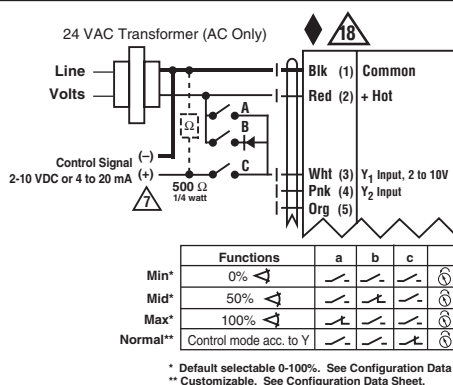 24 VAC Transformer (AC Only)
18
Line
Volts
Blk (1) Common
Red (2) + Hot
A
Ω
B
C
Control Signal (–)
2-10 VDC or 4 to 20 mA (+)
7
500 Ω
1/4 watt
Wht (3) Y1 Input, 2 to 10V
Pnk (4) Y2 Input
Org (5)
Functions a b c
Min* 0%
Mid* 50%
Max* 100%
Normal** Control mode acc. to Y
* Default selectable 0-100%. See Configuration Data
** Customizable. See Configuration Data Sheet.